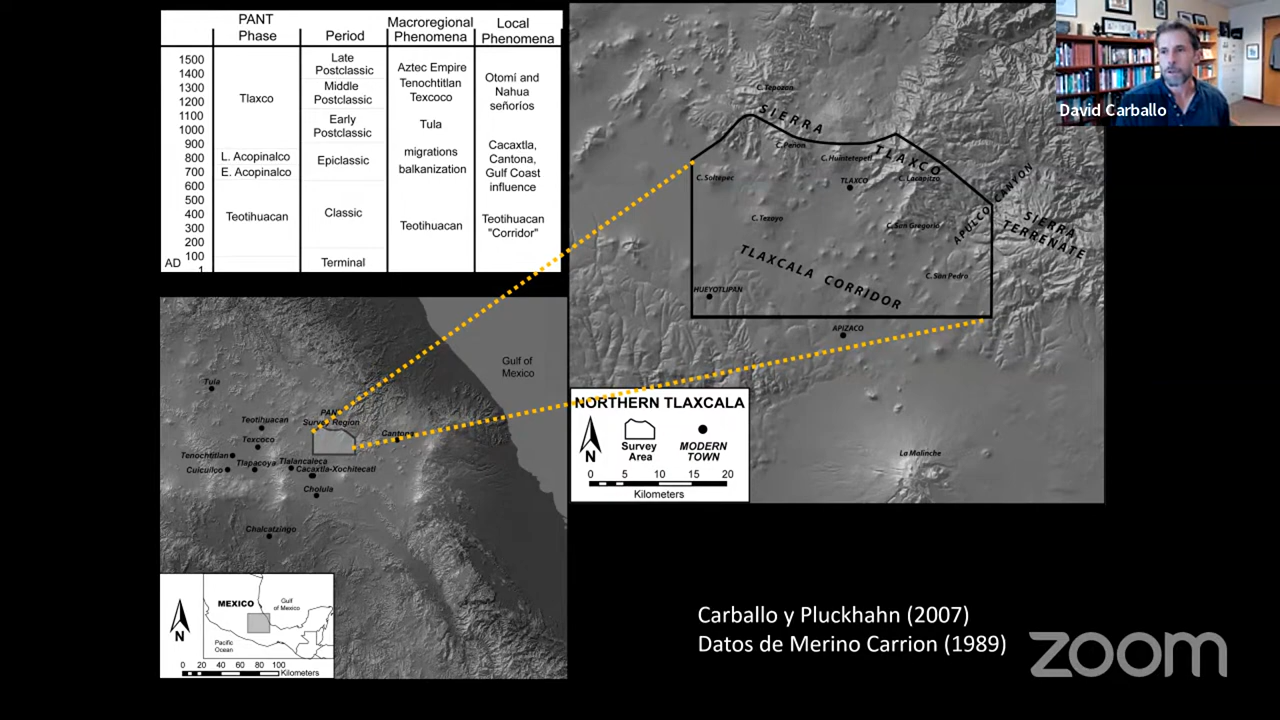 PANT
Phase
Period
Macroregional
Phenomena
Local
Phenomena
1500
1400
1300
1200
1100
1000
900
800
700
600
500
400
300
200
100
AD
1
Tlaxco
L. Acopinalco
E. Acopinalco
Teotihuacan
Late
Postclassic
Middle
Postclassic
Early
Postclassic
Epiclassic
Classic
Terminal
Aztec Empire
Tenochtitlan
Texcoco
Tula
migrations
balkanization
Teotihuacan
Otomí and
Nahua
señoríos
Cacaxtla,
Cantona,
Gulf Coast
influence
Teotihuacan
"Corridor"
C. Tepozan
SIERRA
TLAXCO
C. Peñon
C. Huistetepetl
C. Soltepec
TLAXCO
C. Lacapitzo
C. Tezoyo
C. San Gregorio
APULCO CANYON
SIERRA
TERRENATE
TLAXCALA CORRIDOR
C. San Pedro
HUEYOTLIPAN
APIZACO
La Malinche
NORTHERN TLAXCALA
N
Survey
Area
MODERN
TOWN
0 5 10 15 20
Kilometers
David Carballo
Gulf of
Mexico
Tula
Teotihuacan
PANT
Survey Region
Texcoco
Cantona
Tenochtitlan
Cuicuilco
Tlapacoya
Tlalancaleca
Cacaxtla-Xochitecatl
Cholula
Chalcatzingo
N
MEXICO
Gulf
of Mexico
Pacific
Ocean
0 20 40 60 80 100
Kilometers
Carballo y Pluckhahn (2007)
Datos de Merino Carrion (1989)
zoom